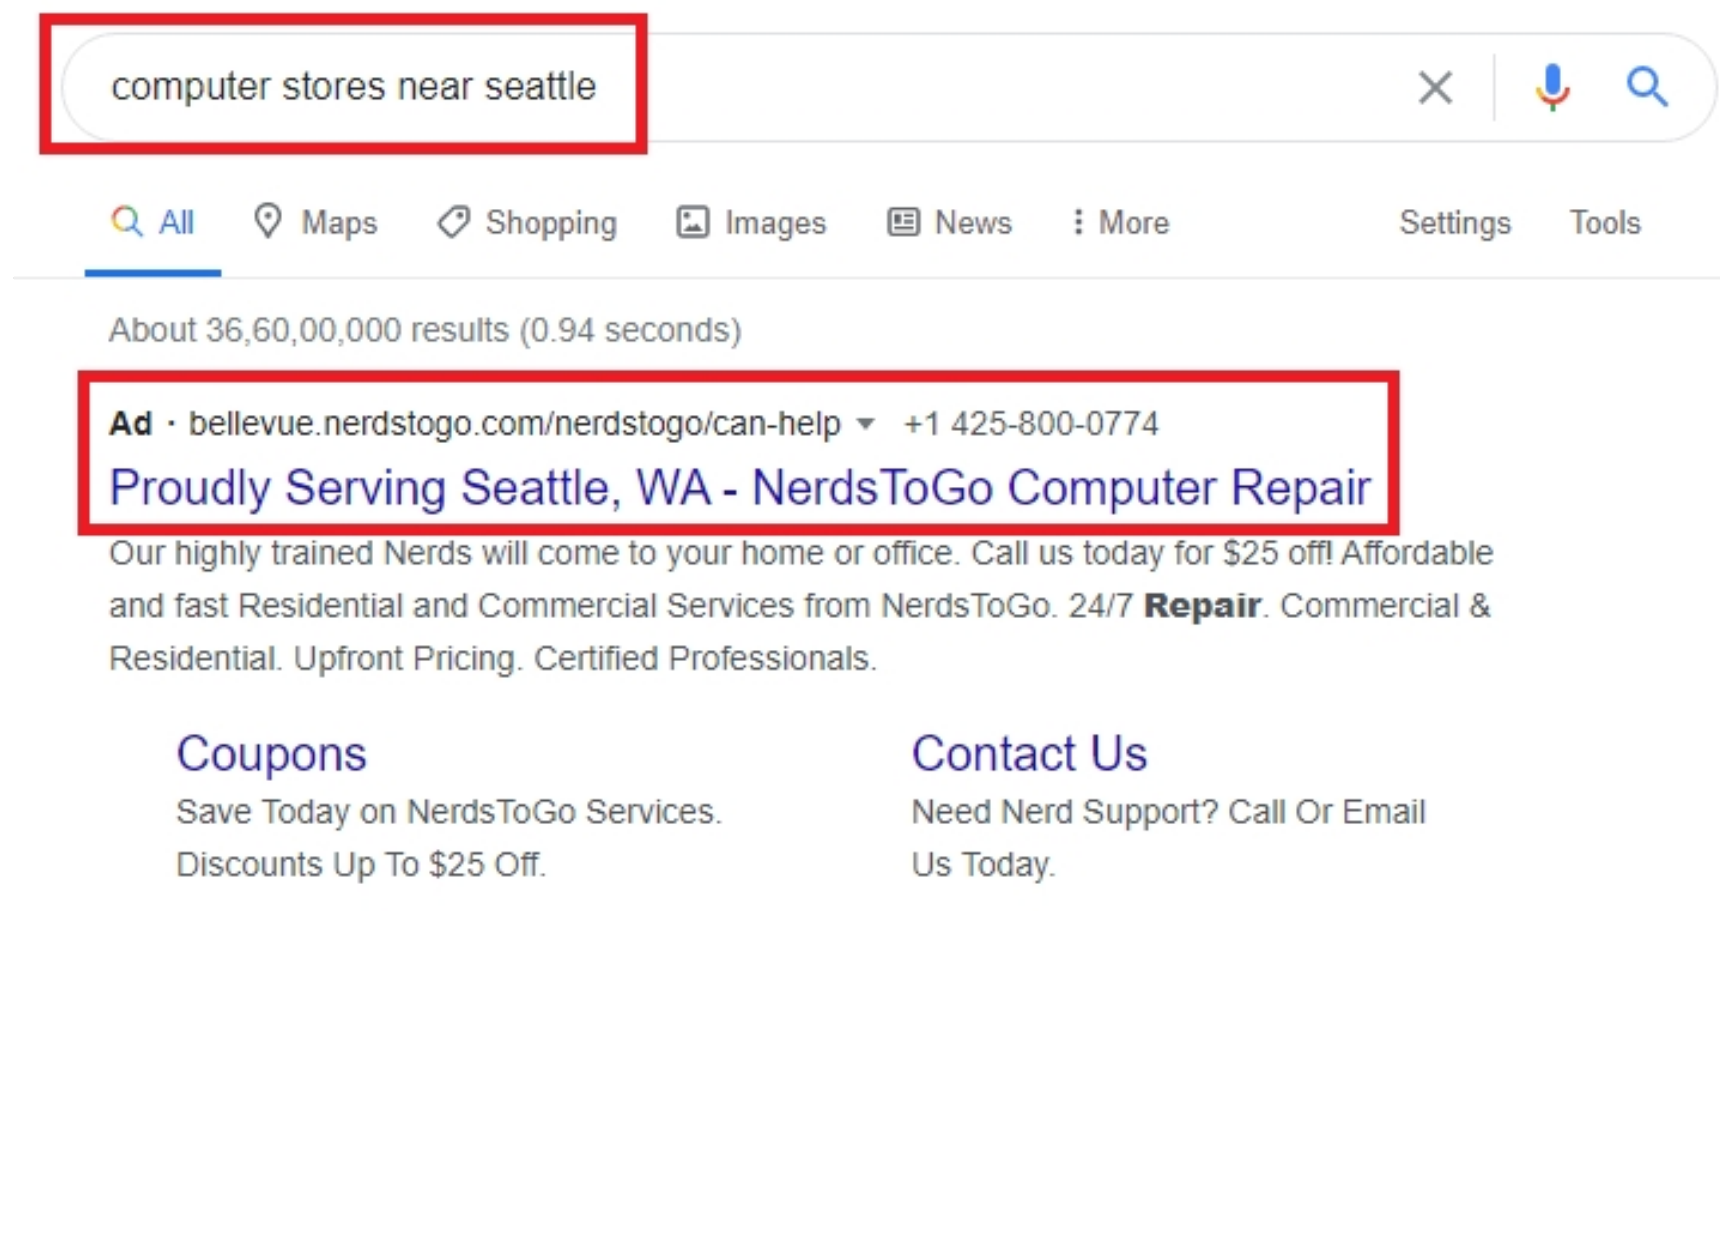 computer stores near seattle
All Maps Shopping Images News More Settings Tools
About 36,60,00,000 results (0.94 seconds)
Ad · bellevue.nerdstogo.com/nerdstogo/can-help +1 425-800-0774
Proudly Serving Seattle, WA - NerdsToGo Computer Repair
Our highly trained Nerds will come to your home or office. Call us today for $25 off! Affordable
and fast Residential and Commercial Services from NerdsToGo. 24/7 Repair. Commercial &
Residential. Upfront Pricing. Certified Professionals.
Coupons
Save Today on NerdsToGo Services.
Discounts Up To $25 Off.
Contact Us
Need Nerd Support? Call Or Email
Us Today.